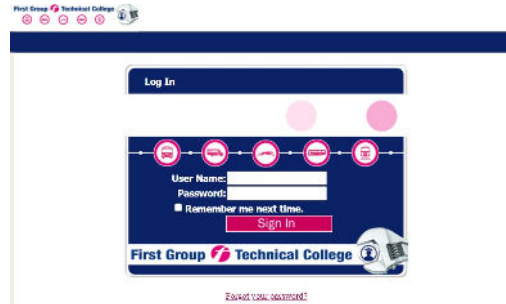 First Group Technical College
Log In
User Name:
Password:
Remember me next time.
Sign In
First Group Technical College
Forgot your password?